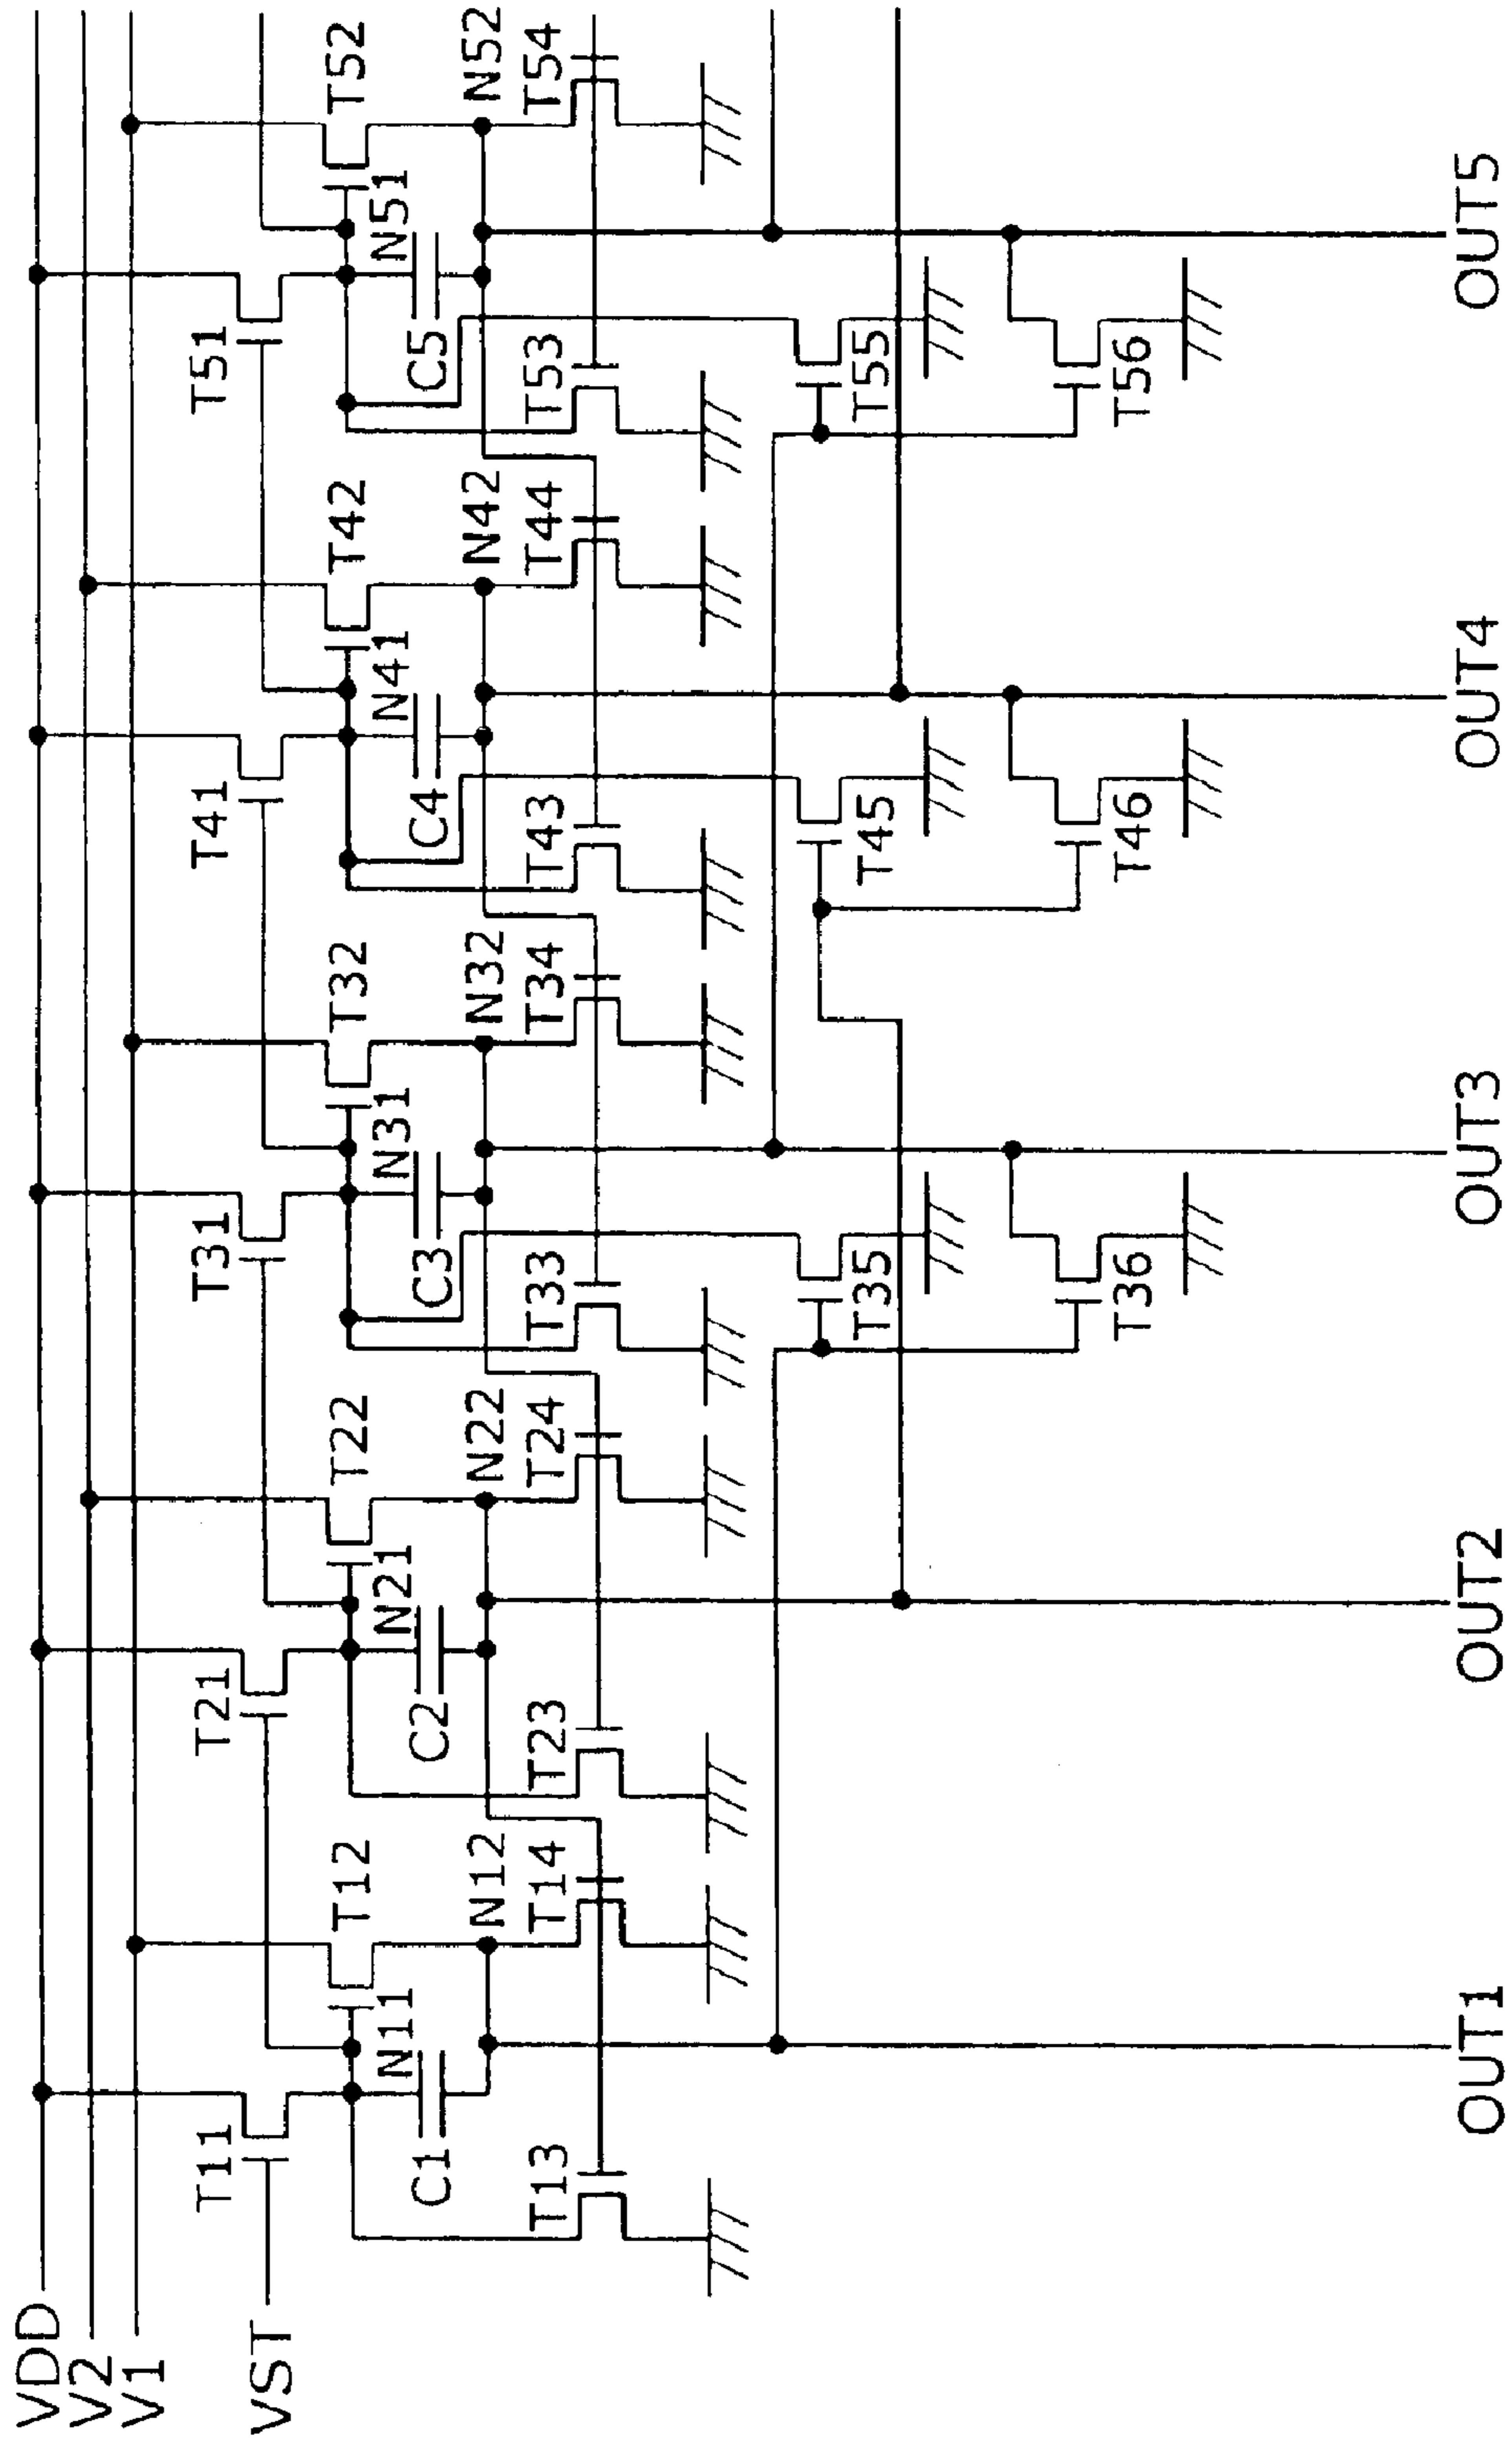 VDD
V2
V1
VST
T11
T21
T31
T41
T51
T12
T22
T32
T42
T52
N11
N21
N31
N41
N51
C1
C2
C3
C4
C5
N12
N22
N32
N42
N52
T13
T14
T23
T24
T33
T34
T43
T44
T53
T54
T35
T45
T55
T36
T46
T56
OUT1
OUT2
OUT3
OUT4
OUT5